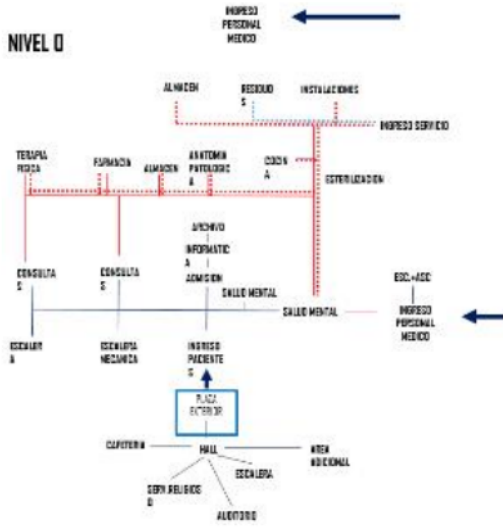 INGRESO
PERSONAL
MEDICO
NIVEL 0
ALMACEN
RESIDUO
S
INSTALACIONES
INGRESO SERVICIO
TERAPIA
FISICA
FARMACIA
ALMACEN
ANATOMIA
PATOLOGIC
A
COCIN
A
ESTERILIZACION
ARCHIVO
INFORMATIC
A
ADMISION
CONSULTA
S
CONSULTA
S
SALUD MENTAL
SALUD MENTAL
ESC.+ASC
INGRESO
PERSONAL
MEDICO
ESCALER
A
ESCALERA
MECANICA
INGRESO
PACIENTE
S
PLAZA
EXTERIOR
CAFETERIA
HALL
AREA
ADICIONAL
ESCALERA
SERV.RELIGIOS
O
AUDITORIO